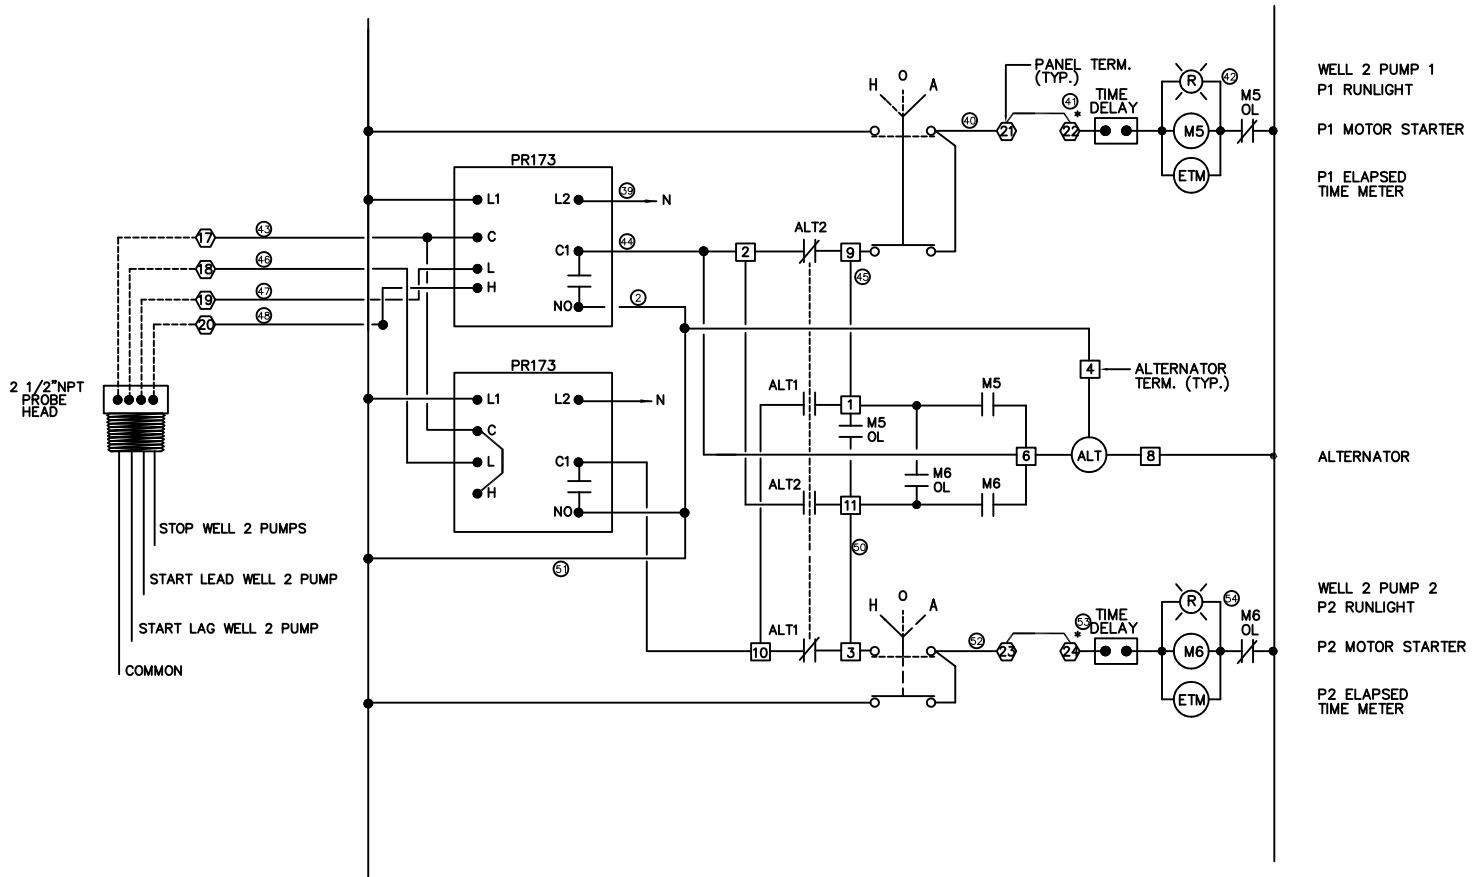 PANEL TERM.
(TYP.)
H O A
40
21
41
*
22
TIME
DELAY
R
42
M5
OL
M5
ETM
WELL 2 PUMP 1
P1 RUNLIGHT
P1 MOTOR STARTER
P1 ELAPSED
TIME METER
PR173
L1
L2
39
N
C
C1
44
L
H
NO
2
17
43
18
46
19
47
20
48
2
ALT2
9
45
2 1/2"NPT
PROBE
HEAD
PR173
L1
L2
N
C
L
C1
H
NO
51
4
ALTERNATOR
TERM. (TYP.)
ALT1
1
M5
OL
M5
6
ALT
8
ALTERNATOR
M6
OL
ALT2
11
M6
50
STOP WELL 2 PUMPS
START LEAD WELL 2 PUMP
START LAG WELL 2 PUMP
COMMON
10
ALT1
3
H O A
52
23
53
*
24
TIME
DELAY
R
54
M6
OL
M6
ETM
WELL 2 PUMP 2
P2 RUNLIGHT
P2 MOTOR STARTER
P2 ELAPSED
TIME METER